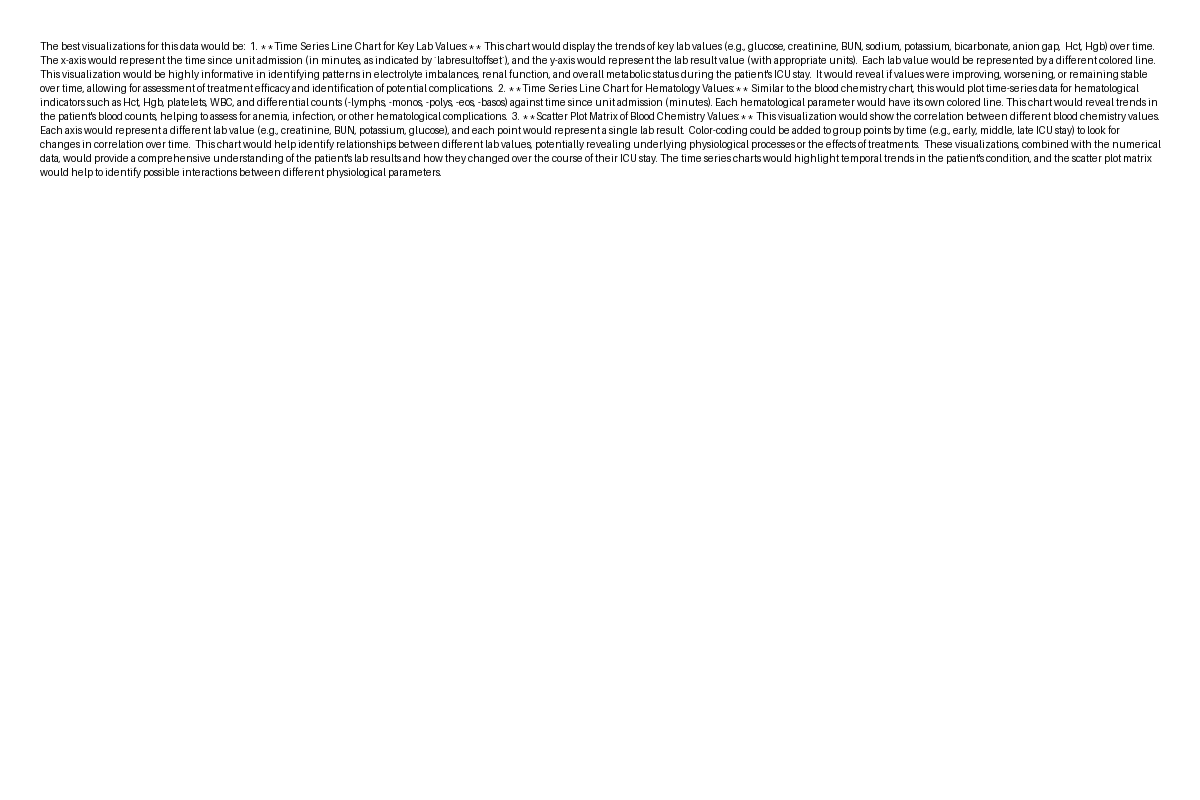 The best visualizations for this data would be:  1. **Time Series Line Chart for Key Lab Values:** This chart would display the trends of key lab values (e.g., glucose, creatinine, BUN, sodium, potassium, bicarbonate, anion gap,  Hct, Hgb) over time.
The x-axis would represent the time since unit admission (in minutes, as indicated by `labresultoffset`), and the y-axis would represent the lab result value (with appropriate units).  Each lab value would be represented by a different colored line.
This visualization would be highly informative in identifying patterns in electrolyte imbalances, renal function, and overall metabolic status during the patient's ICU stay.  It would reveal if values were improving, worsening, or remaining stable
over time, allowing for assessment of treatment efficacy and identification of potential complications.  2. **Time Series Line Chart for Hematology Values:** Similar to the blood chemistry chart, this would plot time-series data for hematological
indicators such as Hct, Hgb, platelets, WBC, and differential counts (-lymphs, -monos, -polys, -eos, -basos) against time since unit admission (minutes). Each hematological parameter would have its own colored line. This chart would reveal trends in
the patient's blood counts, helping to assess for anemia, infection, or other hematological complications.  3. **Scatter Plot Matrix of Blood Chemistry Values:** This visualization would show the correlation between different blood chemistry values.
Each axis would represent a different lab value (e.g., creatinine, BUN, potassium, glucose), and each point would represent a single lab result.  Color-coding could be added to group points by time (e.g., early, middle, late ICU stay) to look for
changes in correlation over time.  This chart would help identify relationships between different lab values, potentially revealing underlying physiological processes or the effects of treatments.  These visualizations, combined with the numerical
data, would provide a comprehensive understanding of the patient's lab results and how they changed over the course of their ICU stay. The time series charts would highlight temporal trends in the patient's condition, and the scatter plot matrix
would help to identify possible interactions between different physiological parameters.